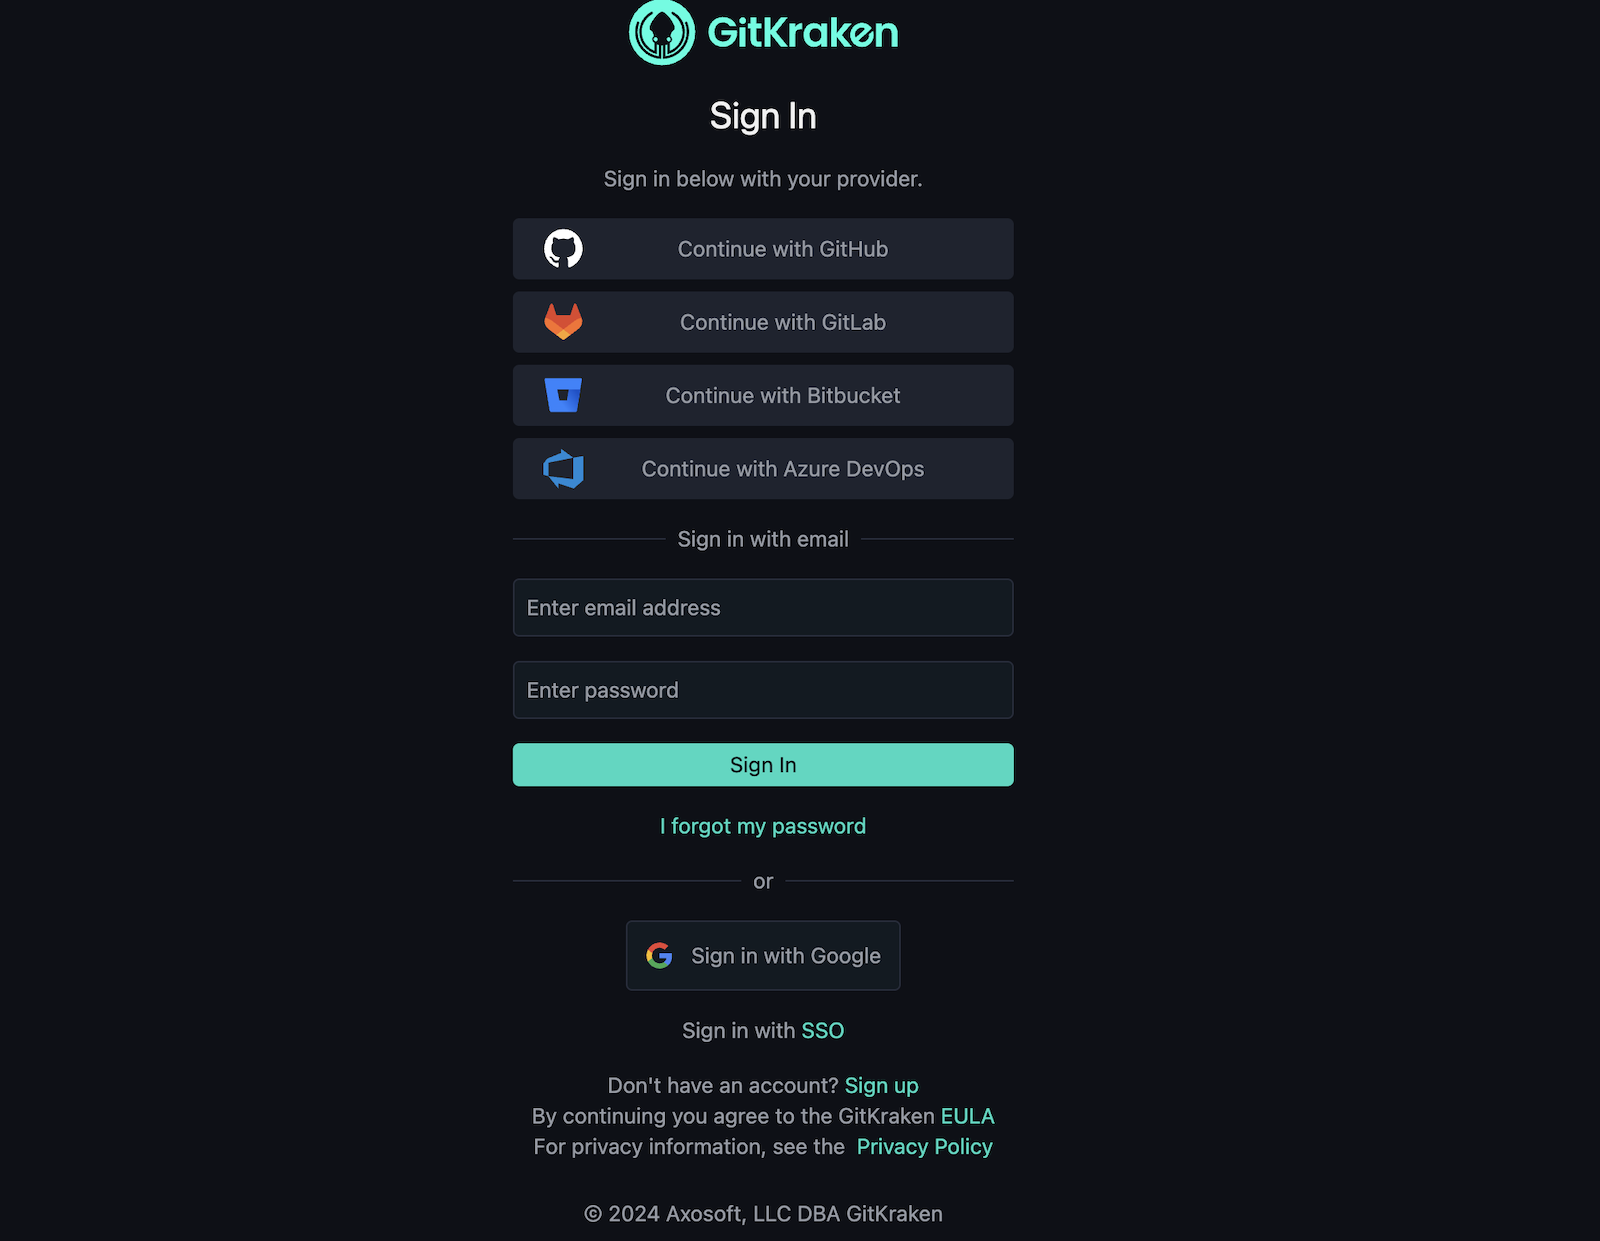 GitKraken
Sign In
Sign in below with your provider.
Continue with GitHub
Continue with GitLab
Continue with Bitbucket
Continue with Azure DevOps
Sign in with email
Enter email address
Enter password
Sign In
I forgot my password
or
Sign in with Google
Sign in with SSO
Don't have an account? Sign up
By continuing you agree to the GitKraken EULA
For privacy information, see the Privacy Policy
© 2024 Axosoft, LLC DBA GitKraken